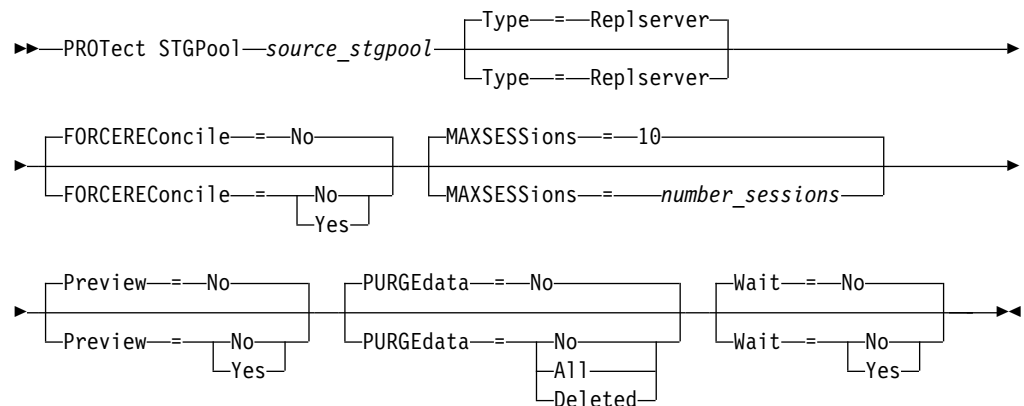 Type = Replserver
PROTect STGPool source_stgpool
Type = Replserver
FORCEREConcile = No MAXSESSions = 10
FORCEREConcile = No MAXSESSions = number_sessions
Yes
Preview = No PURGEdata = No Wait = No
Preview = No PURGEdata = No Wait = No
Yes All Yes
Deleted